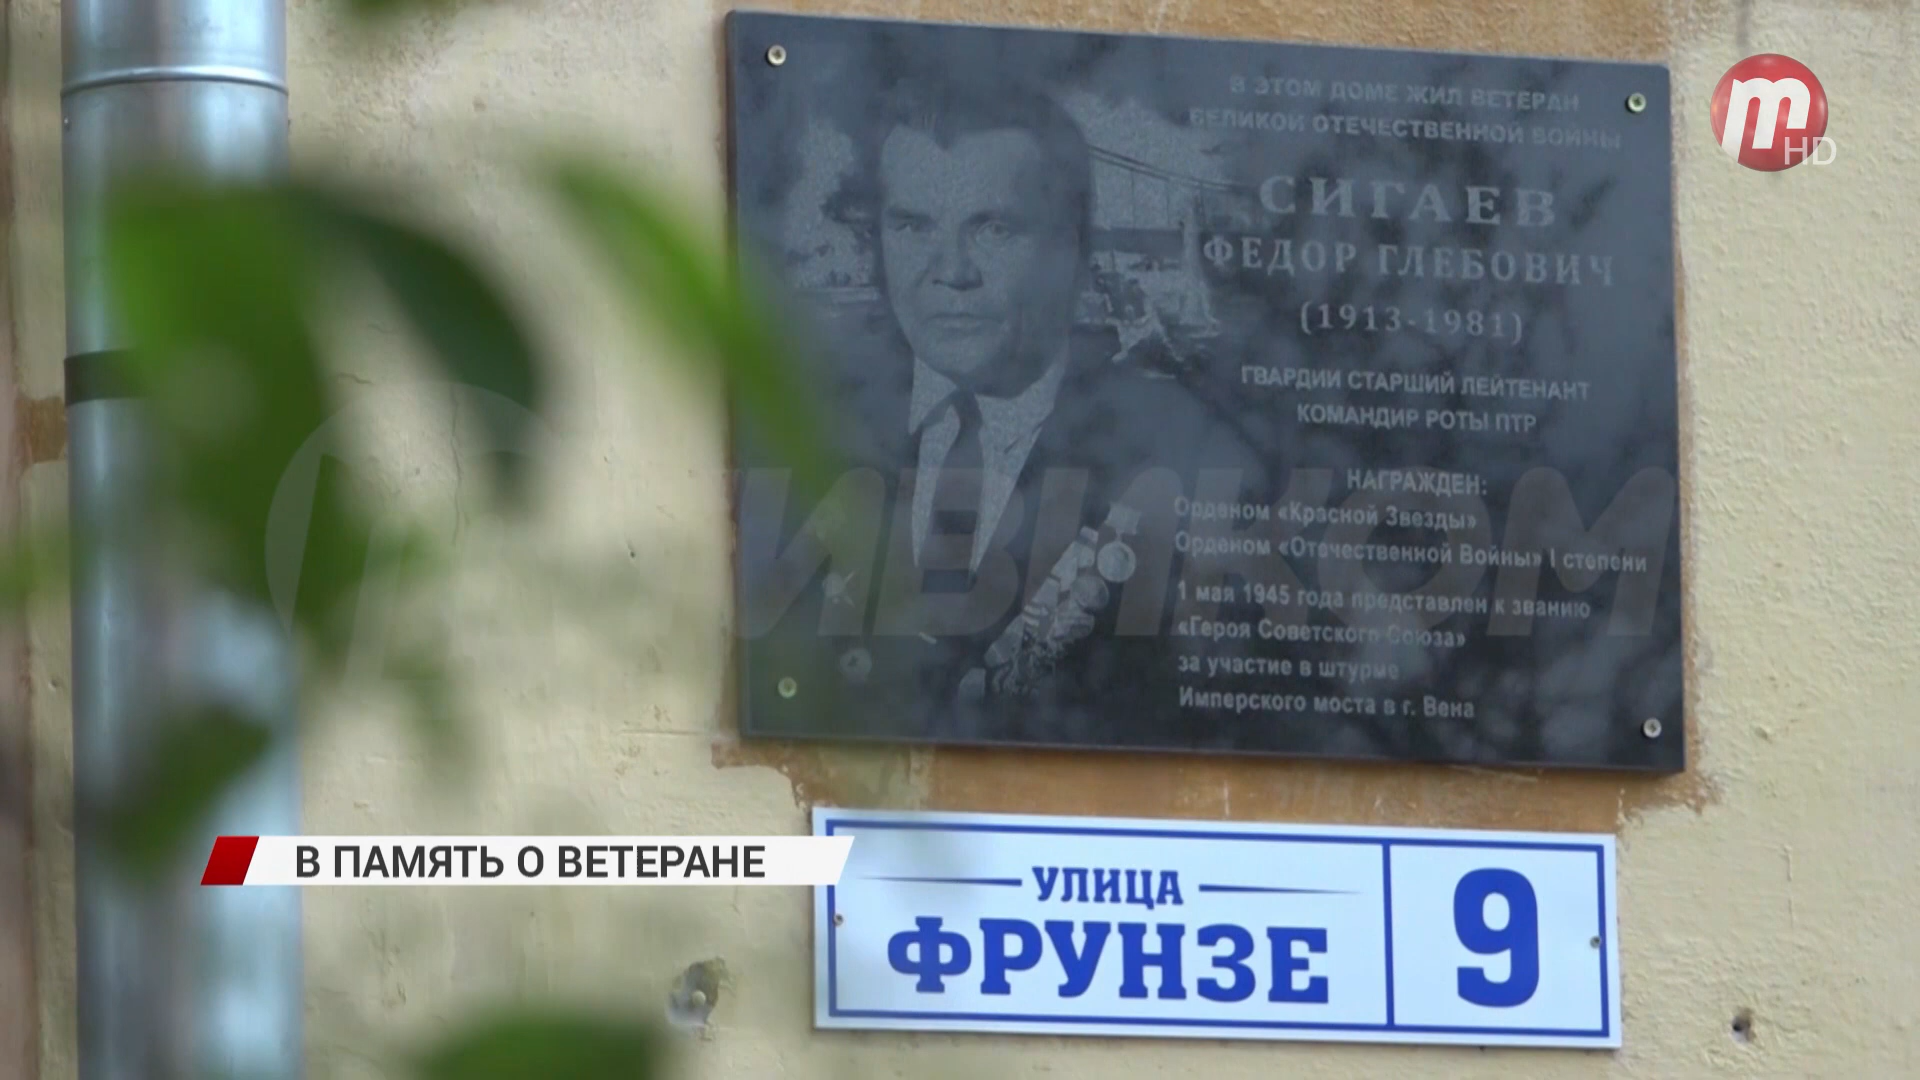 В ЭТОМ ДОМЕ ЖИЛ ВЕТЕРАН
ВЕЛИКОЙ ОТЕЧЕСТВЕННОЙ ВОЙНЫ
СИГАЕВ
ФЕДОР ГЛЕБОВИЧ
(1913-1981)
ГВАРДИИ СТАРШИЙ ЛЕЙТЕНАНТ
КОМАНДИР РОТЫ ПТР
НАГРАЖДЕН:
Орденом «Красной Звезды»
Орденом «Отечественной Войны» I степени
1 мая 1945 года представлен к званию
«Героя Советского Союза»
за участие в штурме
Имперского моста в г. Вена
m HD
ТИВИКОМ
В ПАМЯТЬ О ВЕТЕРАНЕ
УЛИЦА
ФРУНЗЕ
9